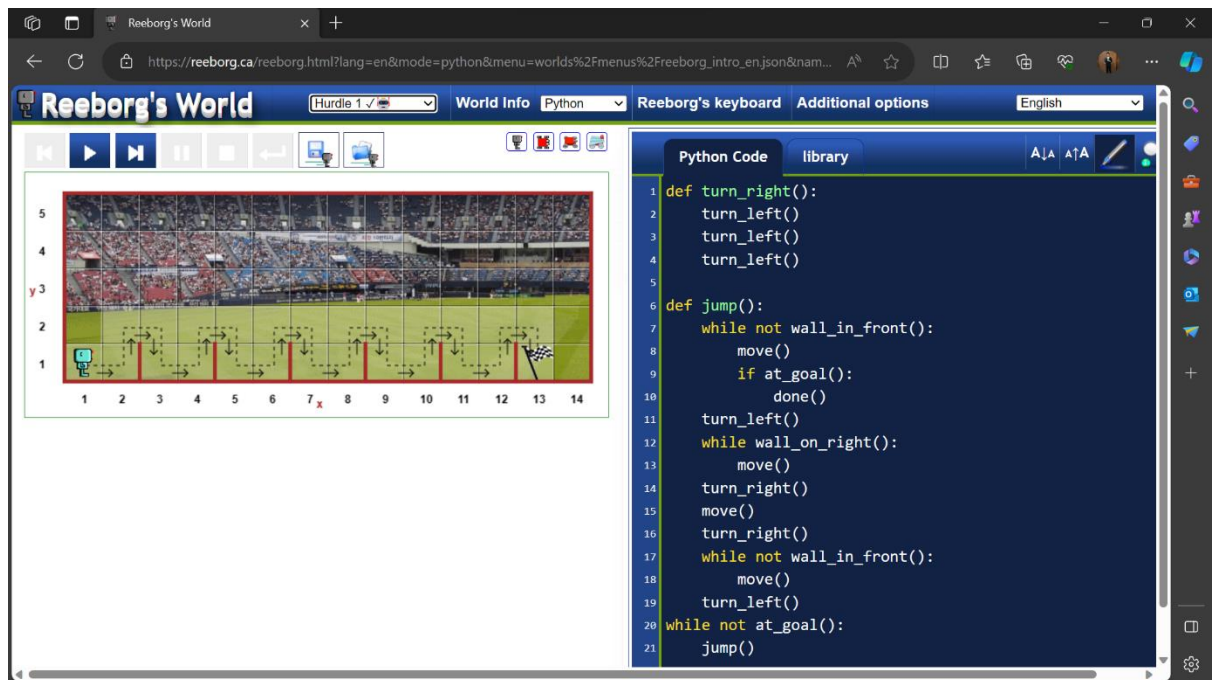 Reeborg's World
https://reeborg.ca/reeborg.html?lang=en&mode=python&menu=worlds%2Fmenus%2Freeborg_intro_en.json&nam...
Reeborg's World
Hurdle 1 ✓
World Info
Python
Reeborg's keyboard
Additional options
English
Python Code
library
A↓A A↑A
5
4
y 3
2
1
1 2 3 4 5 6 7 x 8 9 10 11 12 13 14
1 def turn_right():
2     turn_left()
3     turn_left()
4     turn_left()
5
6 def jump():
7     while not wall_in_front():
8         move()
9         if at_goal():
10             done()
11     turn_left()
12     while wall_on_right():
13         move()
14     turn_right()
15     move()
16     turn_right()
17     while not wall_in_front():
18         move()
19     turn_left()
20 while not at_goal():
21     jump()